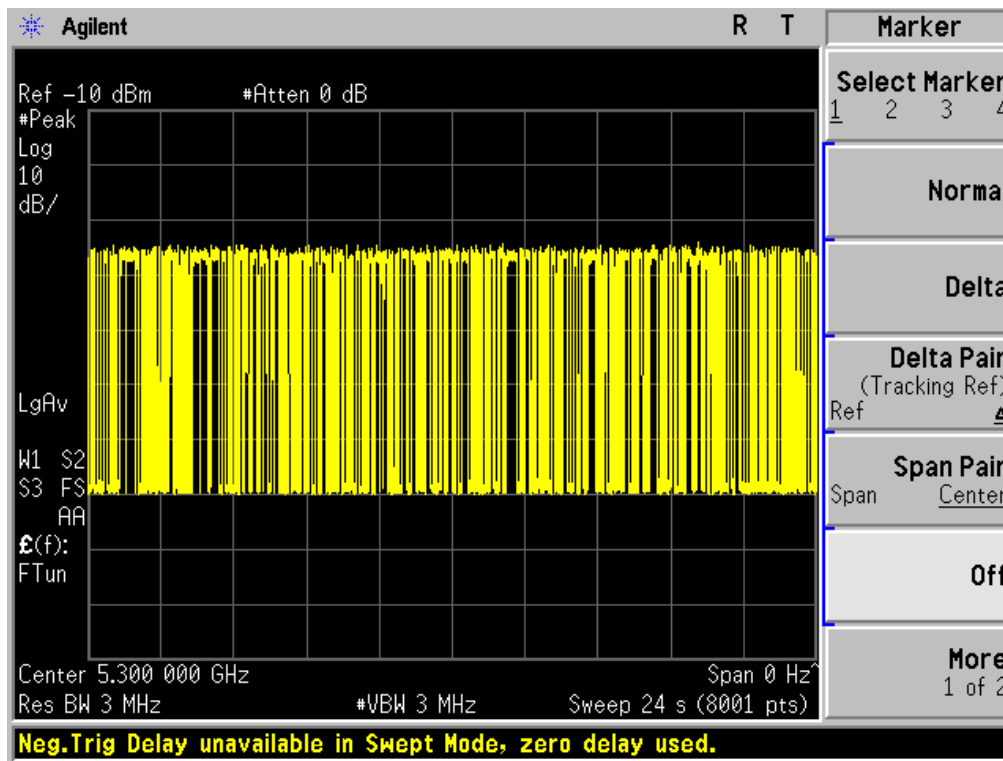 Agilent R T
Ref -10 dBm #Atten 0 dB
#Peak
Log
10
dB/
LgAv
W1 S2
S3 FS
AA
£(f):
FTun
Center 5.300 000 GHz Span 0 Hz^
Res BW 3 MHz #VBW 3 MHz Sweep 24 s (8001 pts)
Neg.Trig Delay unavailable in Swept Mode, zero delay used.
Marker
Select Marker
1 2 3 4
Norma
Delta
Delta Pair
(Tracking Ref)
Ref Δ
Span Pair
Span Center
Off
More
1 of 2